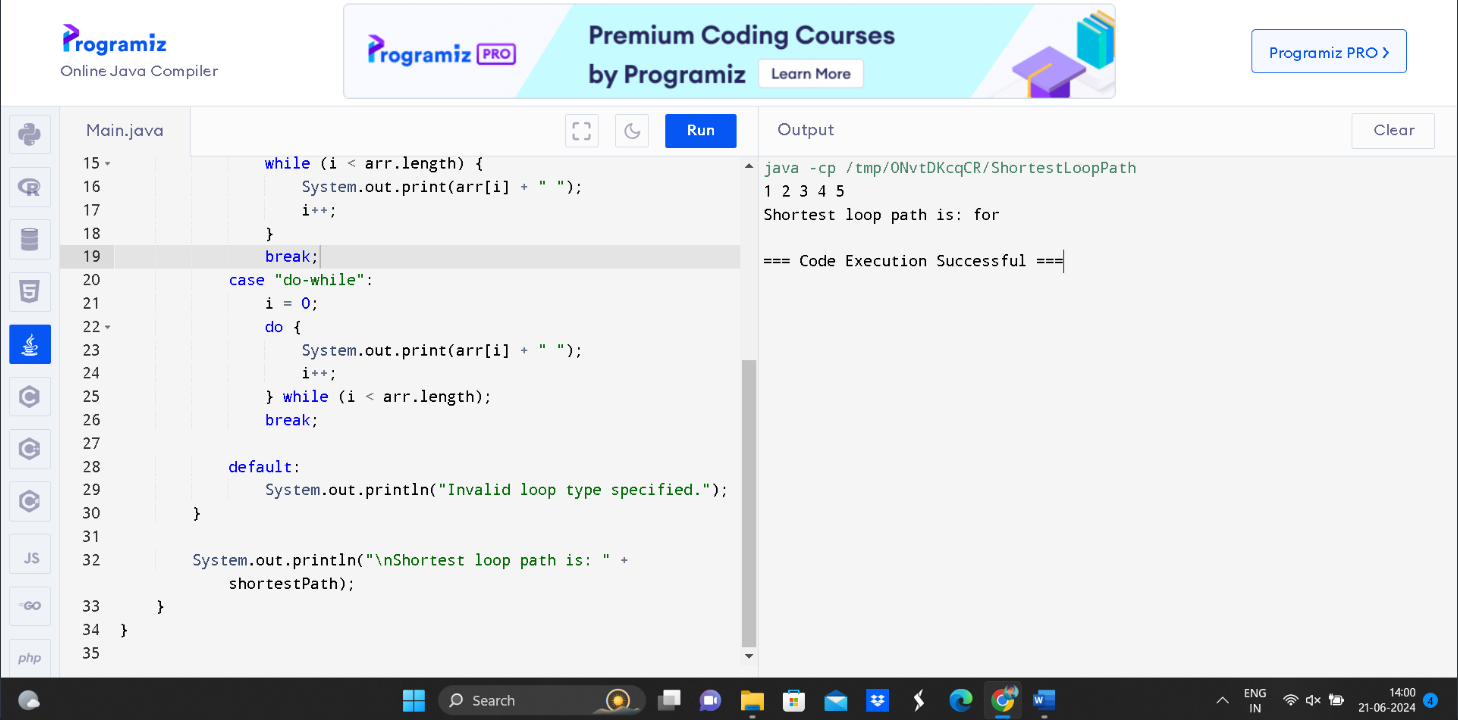 Programiz
Online Java Compiler
Programiz PRO
Premium Coding Courses
by Programiz
Learn More
Programiz PRO >
Main.java
Run
Output
Clear
15 while (i < arr.length) {
16 System.out.print(arr[i] + " ");
17 i++;
18 }
19 break;
20 case "do-while":
21 i = 0;
22 do {
23 System.out.print(arr[i] + " ");
24 i++;
25 } while (i < arr.length);
26 break;
27
28 default:
29 System.out.println("Invalid loop type specified.");
30 }
31
32 System.out.println("\nShortest loop path is: " +
shortestPath);
33 }
34 }
35
java -cp /tmp/ONvtDKcqCR/ShortestLoopPath
1 2 3 4 5
Shortest loop path is: for
=== Code Execution Successful ===
JS
GO
php
Search
ENG
IN
14:00
21-06-2024
4